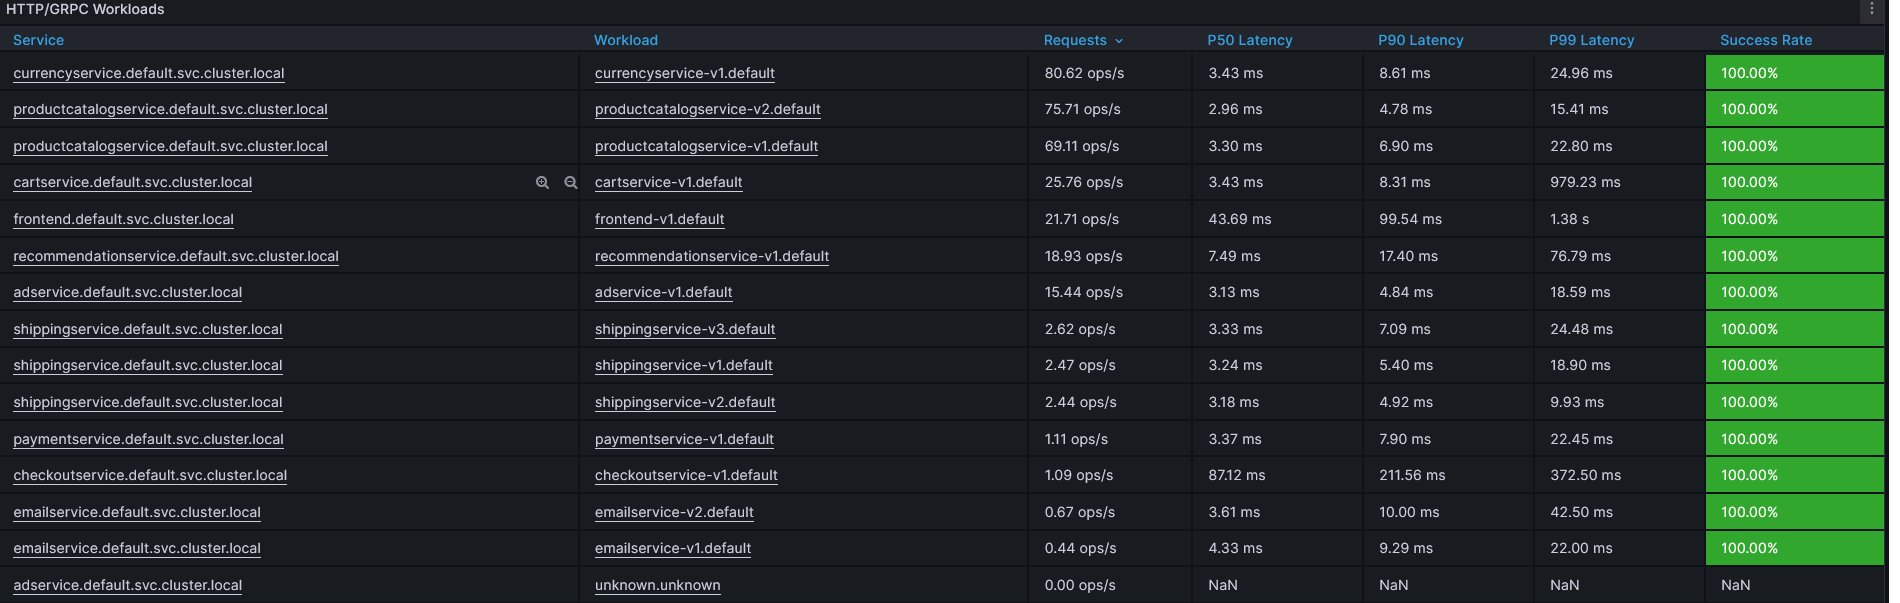 HTTP/GRPC Workloads
Service Workload Requests P50 Latency P90 Latency P99 Latency Success Rate
currencyservice.default.svc.cluster.local currencyservice-v1.default 80.62 ops/s 3.43 ms 8.61 ms 24.96 ms 100.00%
productcatalogservice.default.svc.cluster.local productcatalogservice-v2.default 75.71 ops/s 2.96 ms 4.78 ms 15.41 ms 100.00%
productcatalogservice.default.svc.cluster.local productcatalogservice-v1.default 69.11 ops/s 3.30 ms 6.90 ms 22.80 ms 100.00%
cartservice.default.svc.cluster.local cartservice-v1.default 25.76 ops/s 3.43 ms 8.31 ms 979.23 ms 100.00%
frontend.default.svc.cluster.local frontend-v1.default 21.71 ops/s 43.69 ms 99.54 ms 1.38 s 100.00%
recommendationservice.default.svc.cluster.local recommendationservice-v1.default 18.93 ops/s 7.49 ms 17.40 ms 76.79 ms 100.00%
adservice.default.svc.cluster.local adservice-v1.default 15.44 ops/s 3.13 ms 4.84 ms 18.59 ms 100.00%
shippingservice.default.svc.cluster.local shippingservice-v3.default 2.62 ops/s 3.33 ms 7.09 ms 24.48 ms 100.00%
shippingservice.default.svc.cluster.local shippingservice-v1.default 2.47 ops/s 3.24 ms 5.40 ms 18.90 ms 100.00%
shippingservice.default.svc.cluster.local shippingservice-v2.default 2.44 ops/s 3.18 ms 4.92 ms 9.93 ms 100.00%
paymentservice.default.svc.cluster.local paymentservice-v1.default 1.11 ops/s 3.37 ms 7.90 ms 22.45 ms 100.00%
checkoutservice.default.svc.cluster.local checkoutservice-v1.default 1.09 ops/s 87.12 ms 211.56 ms 372.50 ms 100.00%
emailservice.default.svc.cluster.local emailservice-v2.default 0.67 ops/s 3.61 ms 10.00 ms 42.50 ms 100.00%
emailservice.default.svc.cluster.local emailservice-v1.default 0.44 ops/s 4.33 ms 9.29 ms 22.00 ms 100.00%
adservice.default.svc.cluster.local unknown.unknown 0.00 ops/s NaN NaN NaN NaN